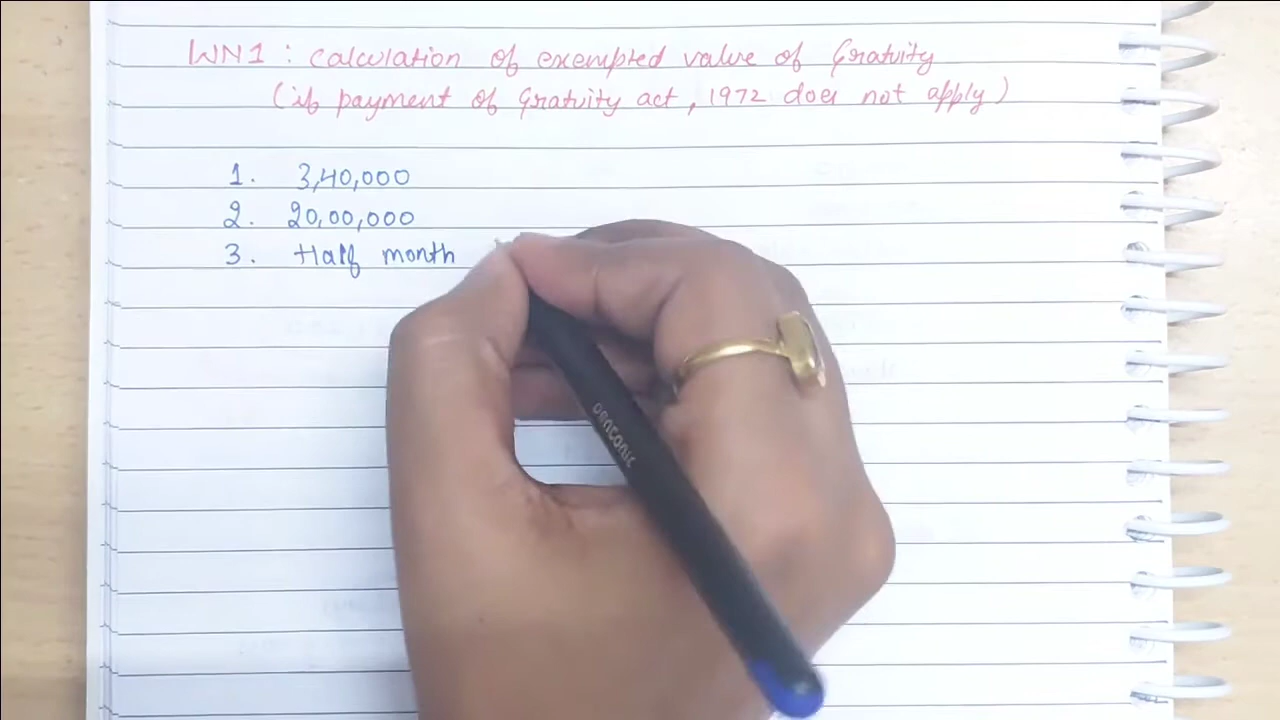 WN1 : Calculation of exempted value of Gratuity
(if payment of Gratuity act, 1972 does not apply)
1. 3,40,000
2. 20,00,000
3. Half month